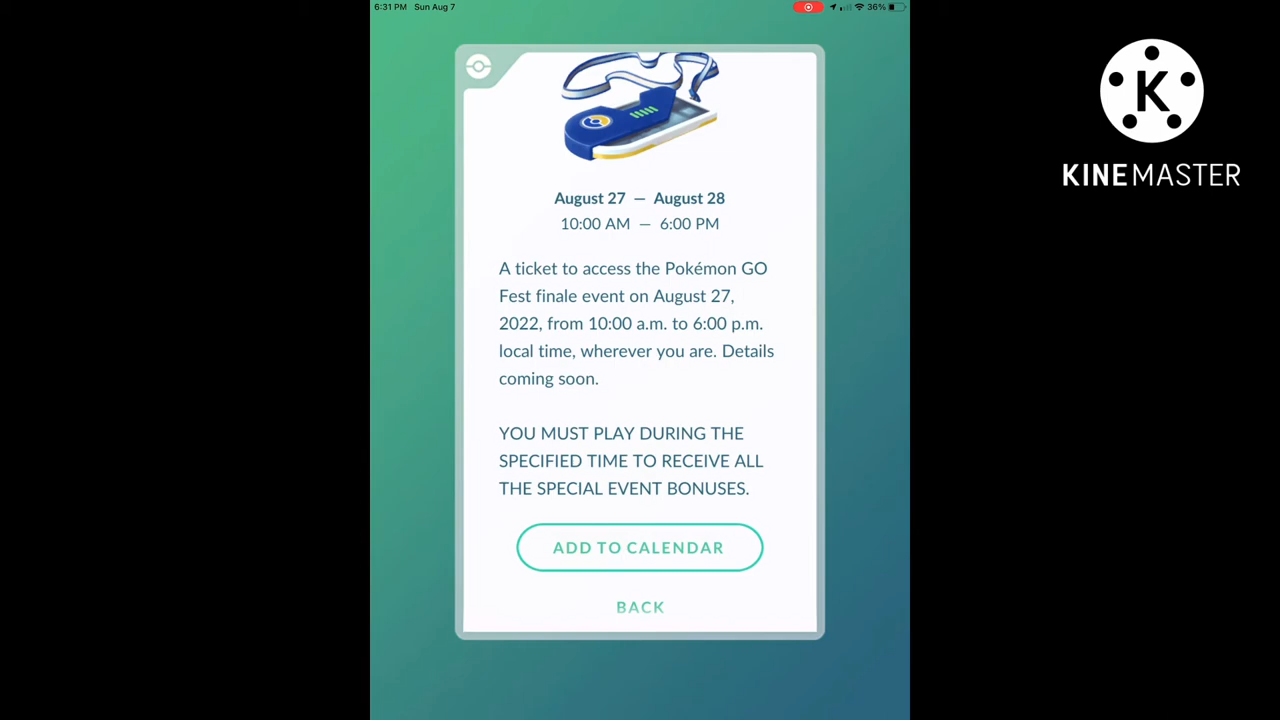 6:31 PM Sun Aug 7
36%
August 27 — August 28
10:00 AM — 6:00 PM
A ticket to access the Pokémon GO
Fest finale event on August 27,
2022, from 10:00 a.m. to 6:00 p.m.
local time, wherever you are. Details
coming soon.
YOU MUST PLAY DURING THE
SPECIFIED TIME TO RECEIVE ALL
THE SPECIAL EVENT BONUSES.
ADD TO CALENDAR
BACK
K
KINEMASTER